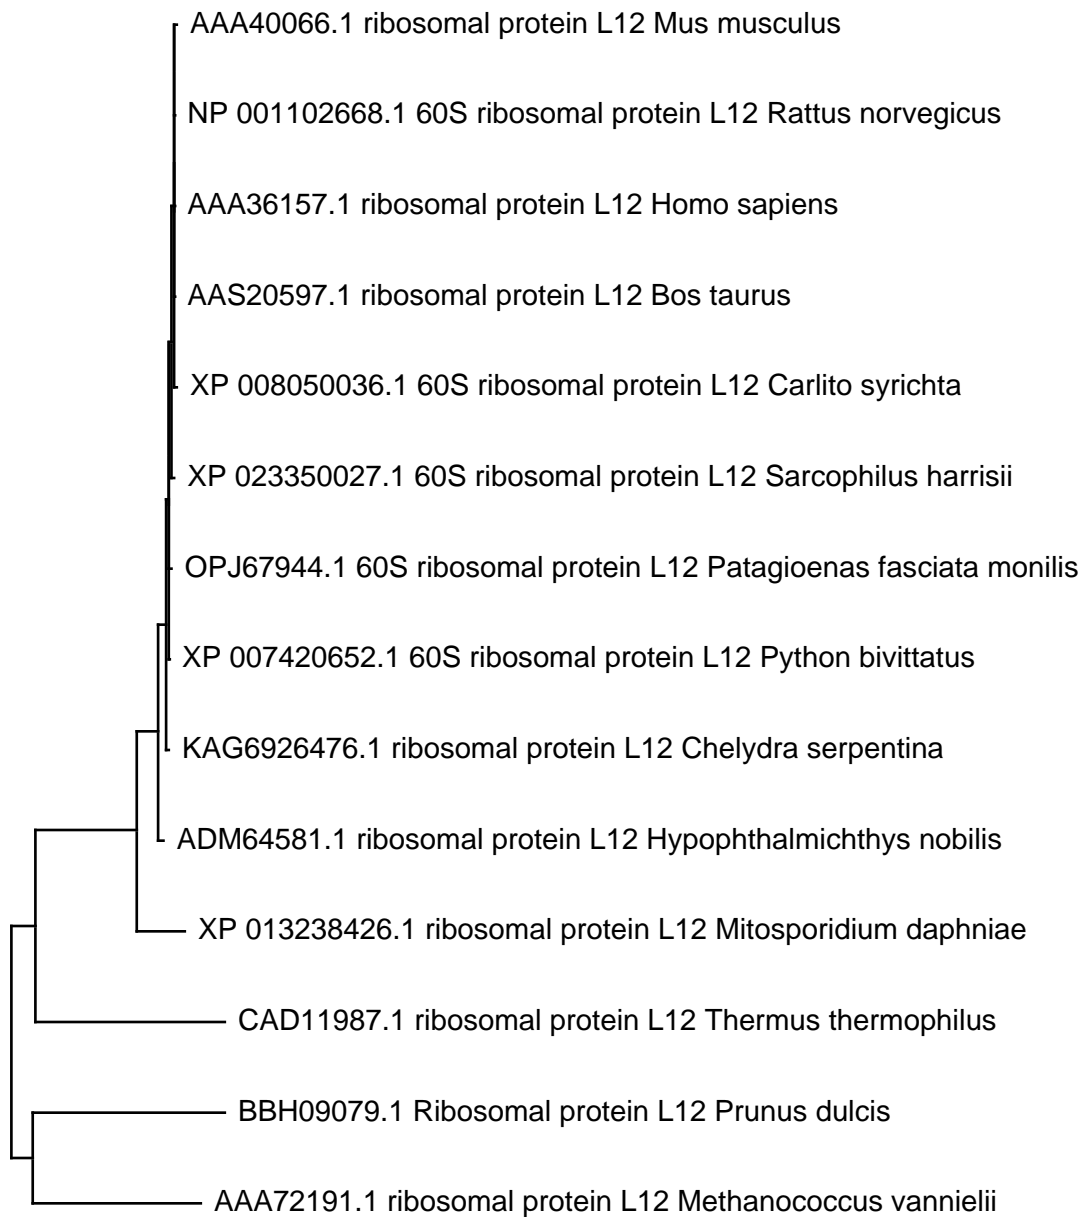 AAA40066.1 ribosomal protein L12 Mus musculus
NP 001102668.1 60S ribosomal protein L12 Rattus norvegicus
AAA36157.1 ribosomal protein L12 Homo sapiens
AAS20597.1 ribosomal protein L12 Bos taurus
XP 008050036.1 60S ribosomal protein L12 Carlito syrichta
XP 023350027.1 60S ribosomal protein L12 Sarcophilus harrisii
OPJ67944.1 60S ribosomal protein L12 Patagioenas fasciata monilis
XP 007420652.1 60S ribosomal protein L12 Python bivittatus
KAG6926476.1 ribosomal protein L12 Chelydra serpentina
ADM64581.1 ribosomal protein L12 Hypophthalmichthys nobilis
XP 013238426.1 ribosomal protein L12 Mitosporidium daphniae
CAD11987.1 ribosomal protein L12 Thermus thermophilus
BBH09079.1 Ribosomal protein L12 Prunus dulcis
AAA72191.1 ribosomal protein L12 Methanococcus vannielii